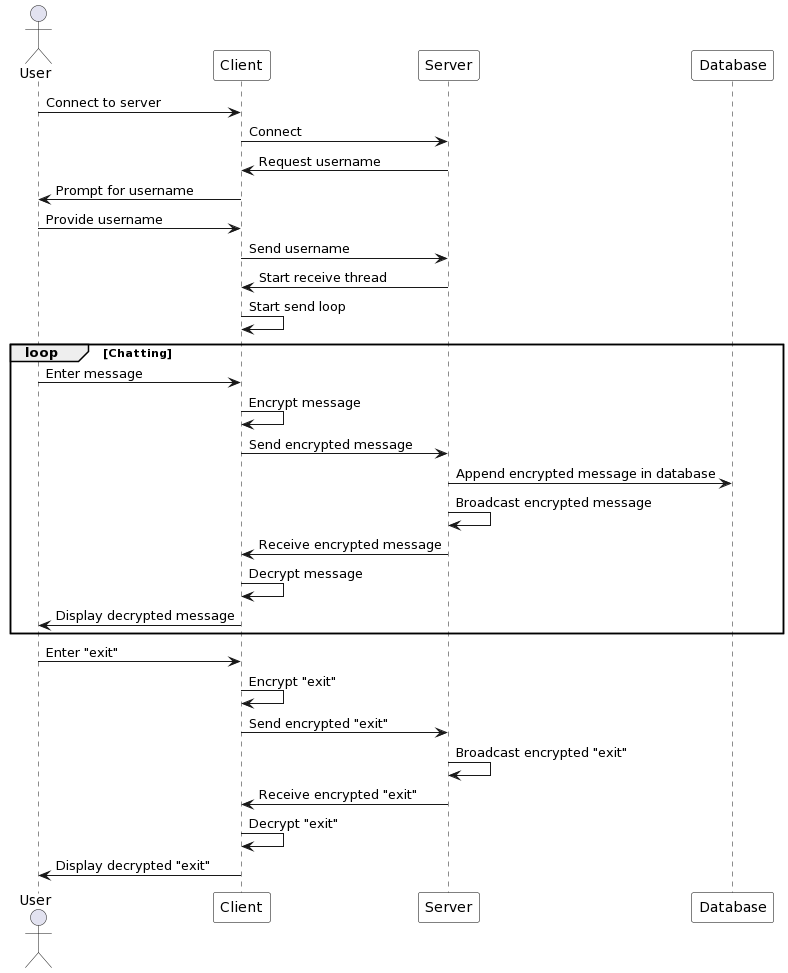 User
Client
Server
Database
Connect to server
Connect
Request username
Prompt for username
Provide username
Send username
Start receive thread
Start send loop
loop [Chatting]
Enter message
Encrypt message
Send encrypted message
Append encrypted message in database
Broadcast encrypted message
Receive encrypted message
Decrypt message
Display decrypted message
Enter "exit"
Encrypt "exit"
Send encrypted "exit"
Broadcast encrypted "exit"
Receive encrypted "exit"
Decrypt "exit"
Display decrypted "exit"
User
Client
Server
Database